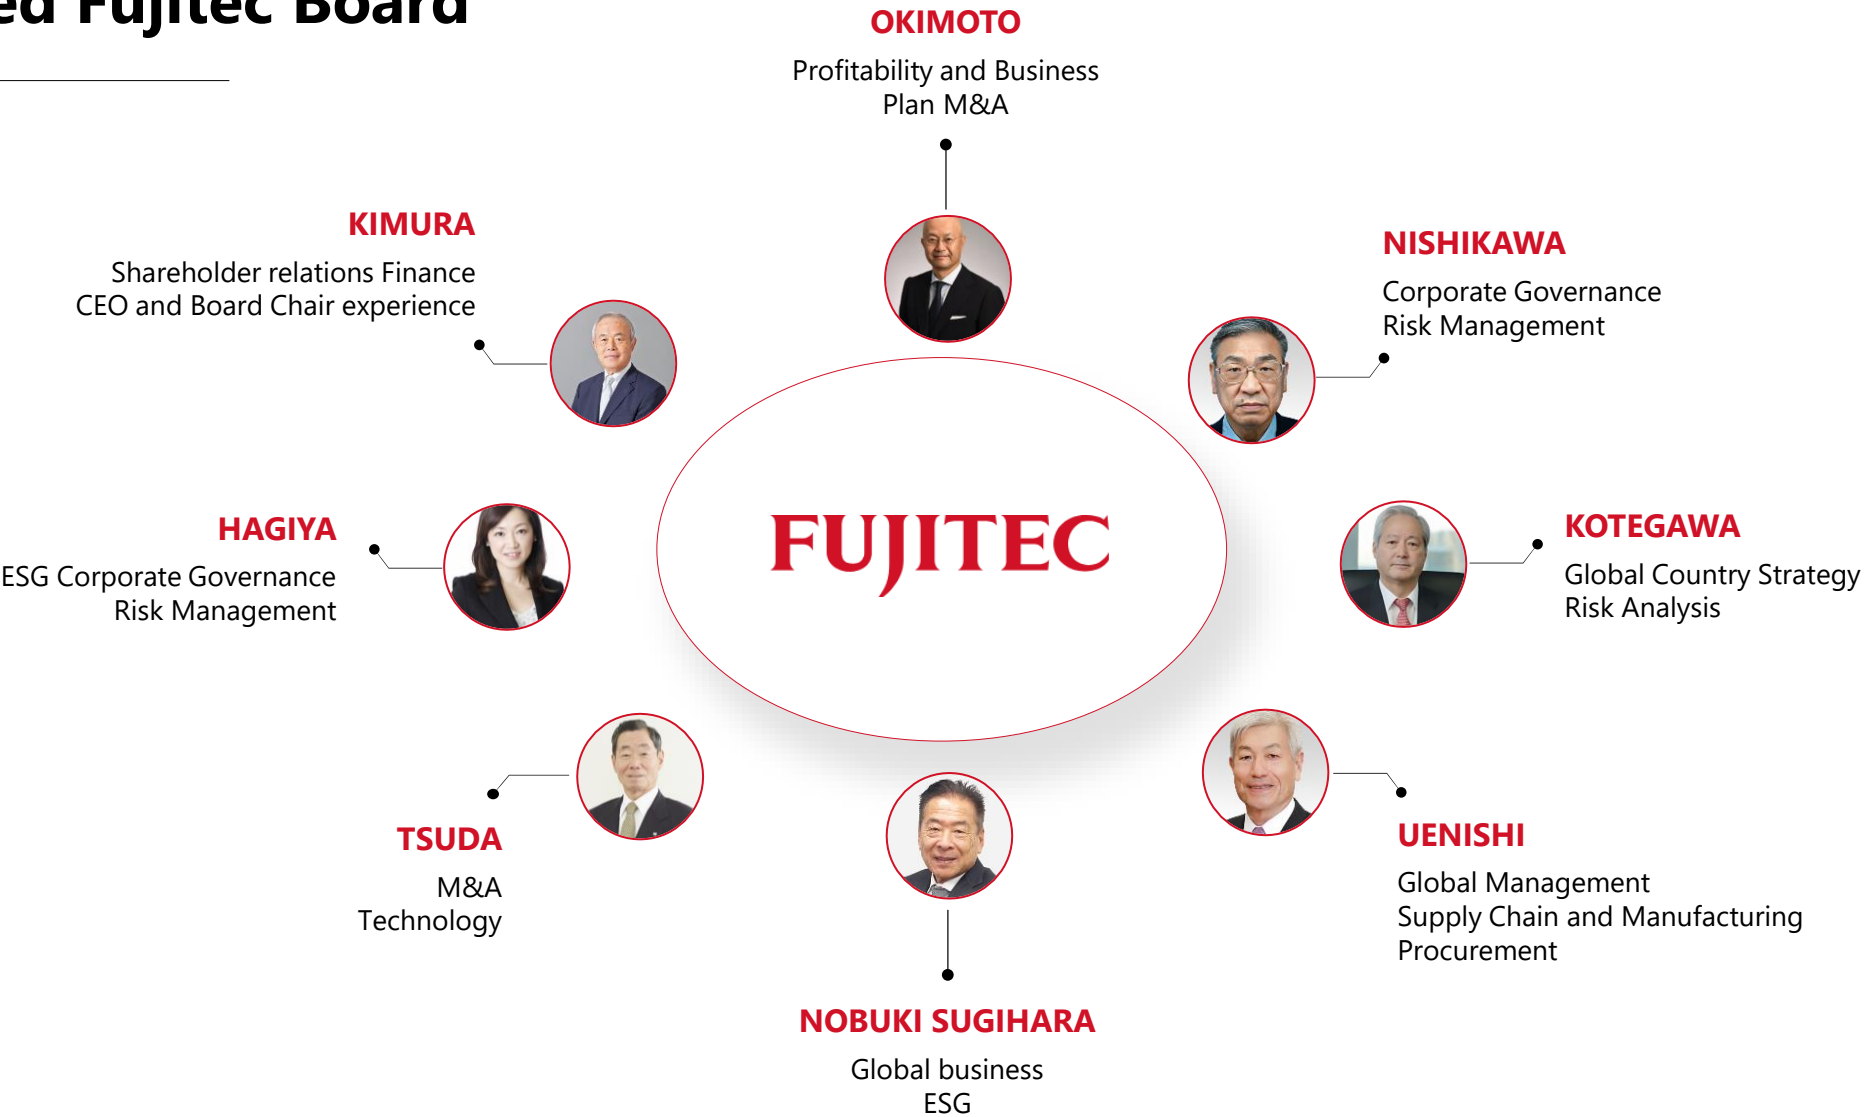 Fujitec Board
OKIMOTO
Profitability and Business
Plan M&A
KIMURA
Shareholder relations Finance
CEO and Board Chair experience
NISHIKAWA
Corporate Governance
Risk Management
HAGIYA
ESG Corporate Governance
Risk Management
FUJITEC
KOTEGAWA
Global Country Strategy
Risk Analysis
TSUDA
M&A
Technology
UENISHI
Global Management
Supply Chain and Manufacturing
Procurement
NOBUKI SUGIHARA
Global business
ESG